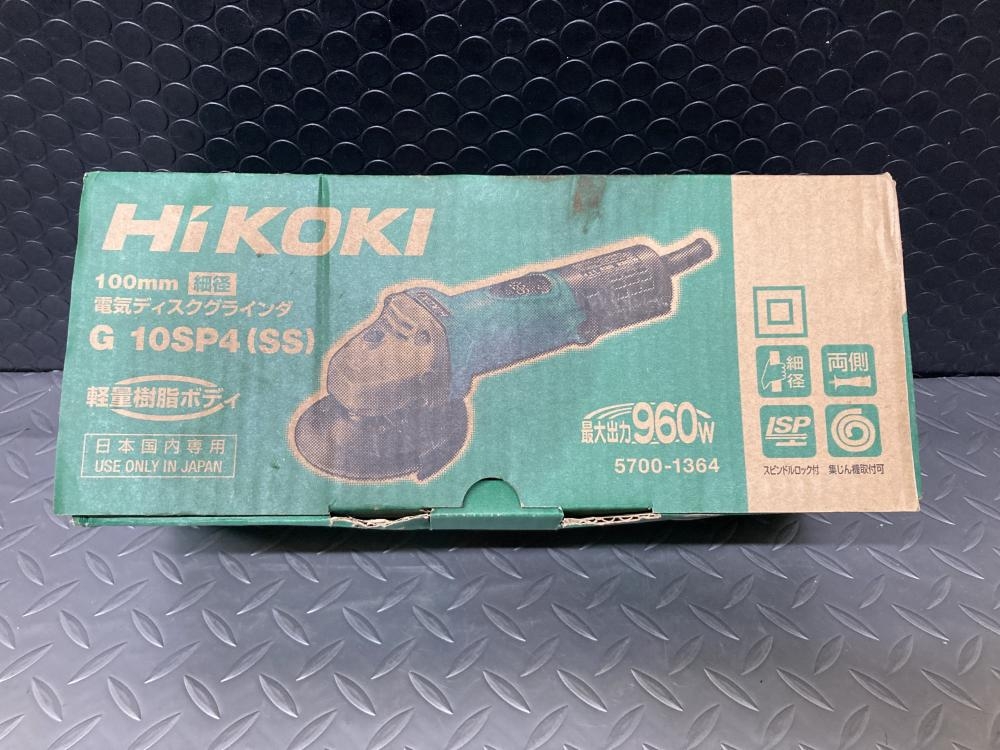 HiKOKI
100mm 細径
電気ディスクグラインダ
G 10SP4(SS)
軽量樹脂ボディ
日本国内専用
USE ONLY IN JAPAN
最大出力960W
5700-1364
細径
両側
ISP
スピンドルロック付
集じん機取付可